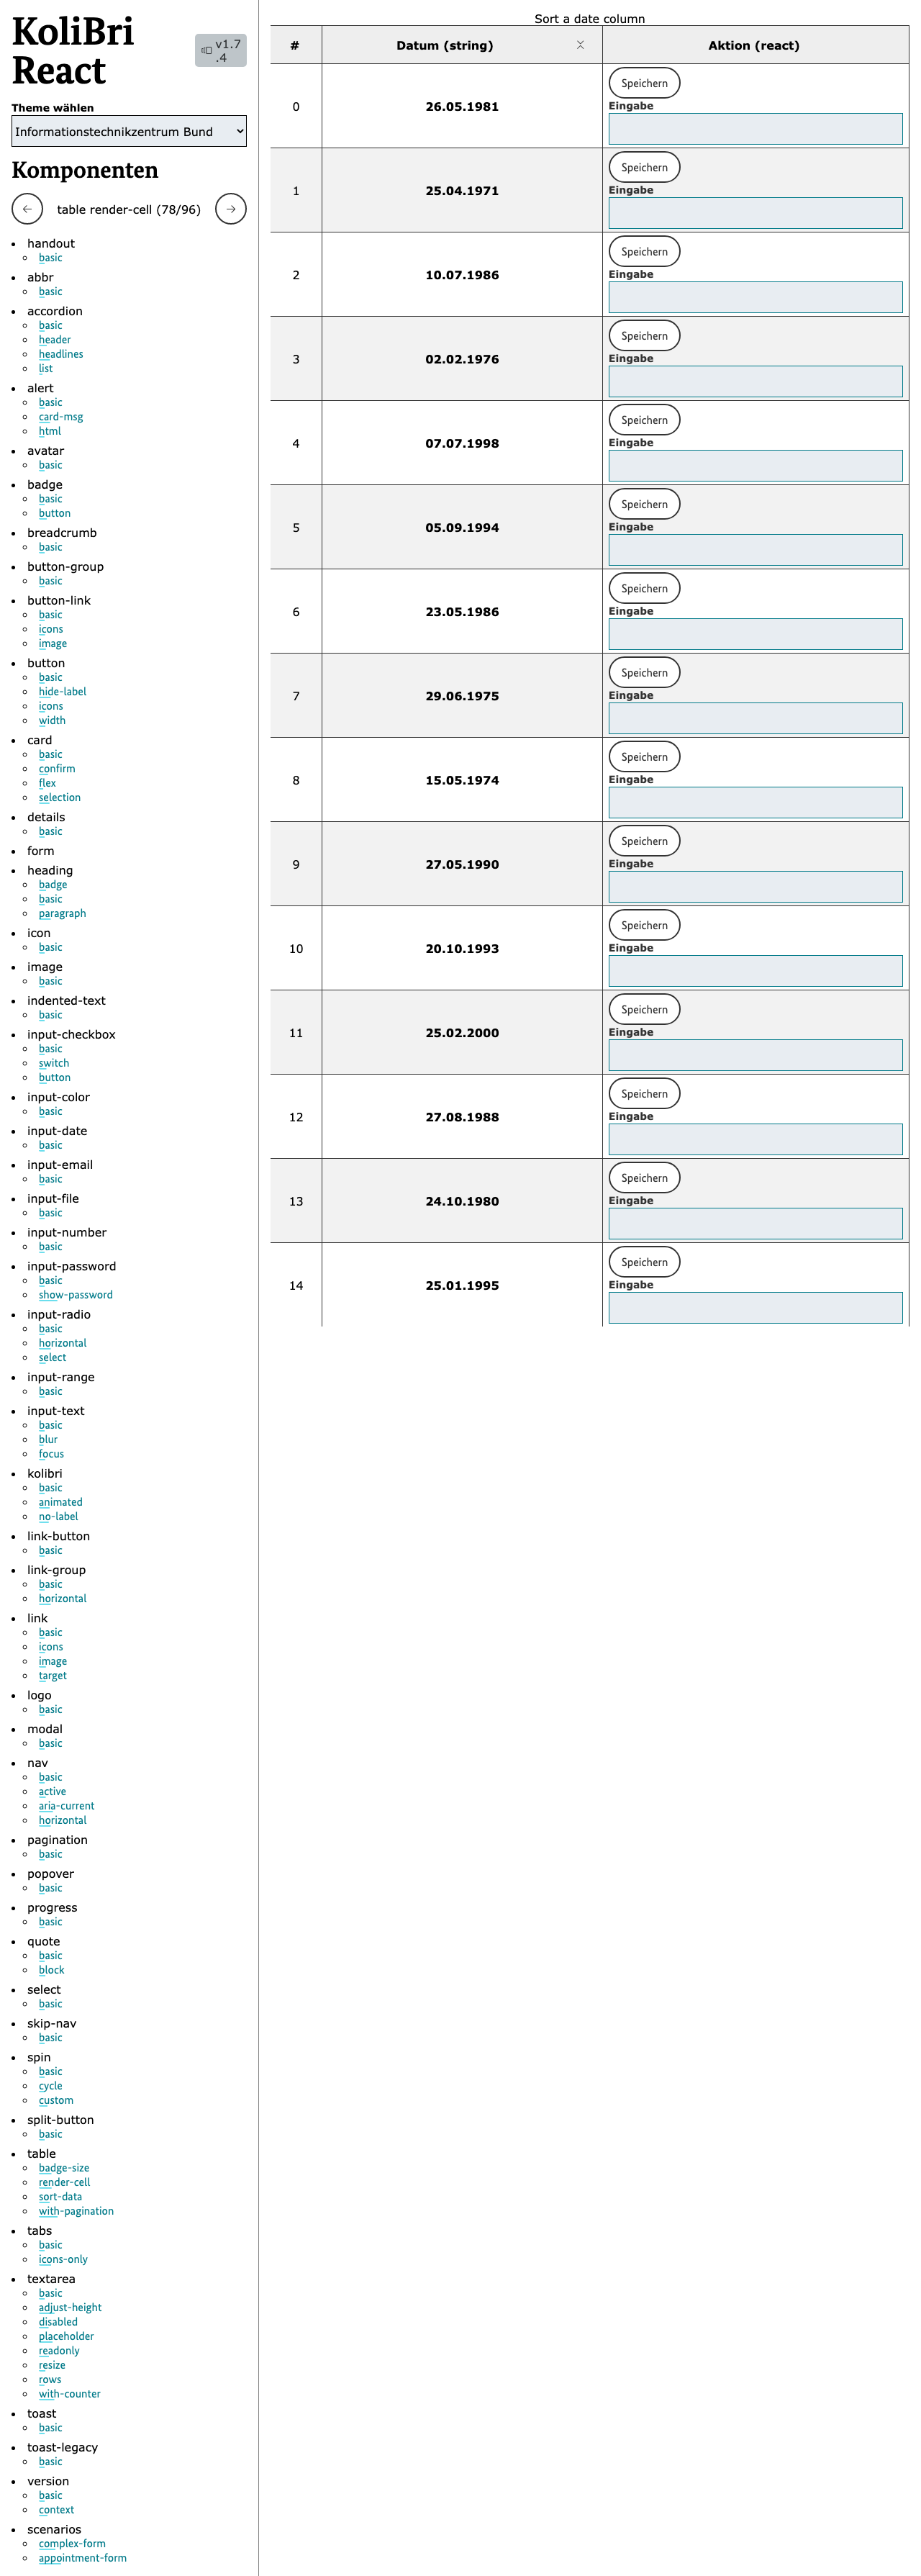 KoliBri
React
v1.7
.4
Theme wählen
Informationstechnikzentrum Bund
Komponenten
table render-cell (78/96)
handout
basic
abbr
basic
accordion
basic
header
headlines
list
alert
basic
card-msg
html
avatar
basic
badge
basic
button
breadcrumb
basic
button-group
basic
button-link
basic
icons
image
button
basic
hide-label
icons
width
card
basic
confirm
flex
selection
details
basic
form
heading
badge
basic
paragraph
icon
basic
image
basic
indented-text
basic
input-checkbox
basic
switch
button
input-color
basic
input-date
basic
input-email
basic
input-file
basic
input-number
basic
input-password
basic
show-password
input-radio
basic
horizontal
select
input-range
basic
input-text
basic
blur
focus
kolibri
basic
animated
no-label
link-button
basic
link-group
basic
horizontal
link
basic
icons
image
target
logo
basic
modal
basic
nav
basic
active
aria-current
horizontal
pagination
basic
popover
basic
progress
basic
quote
basic
block
select
basic
skip-nav
basic
spin
basic
cycle
custom
split-button
basic
table
badge-size
render-cell
sort-data
with-pagination
tabs
basic
icons-only
textarea
basic
adjust-height
disabled
placeholder
readonly
resize
rows
with-counter
toast
basic
toast-legacy
basic
version
basic
context
scenarios
complex-form
appointment-form
Sort a date column
# Datum (string) Aktion (react)
Speichern
Eingabe
0 26.05.1981
Speichern
Eingabe
1 25.04.1971
Speichern
Eingabe
2 10.07.1986
Speichern
Eingabe
3 02.02.1976
Speichern
Eingabe
4 07.07.1998
Speichern
Eingabe
5 05.09.1994
Speichern
Eingabe
6 23.05.1986
Speichern
Eingabe
7 29.06.1975
Speichern
Eingabe
8 15.05.1974
Speichern
Eingabe
9 27.05.1990
Speichern
Eingabe
10 20.10.1993
Speichern
Eingabe
11 25.02.2000
Speichern
Eingabe
12 27.08.1988
Speichern
Eingabe
13 24.10.1980
Speichern
Eingabe
14 25.01.1995